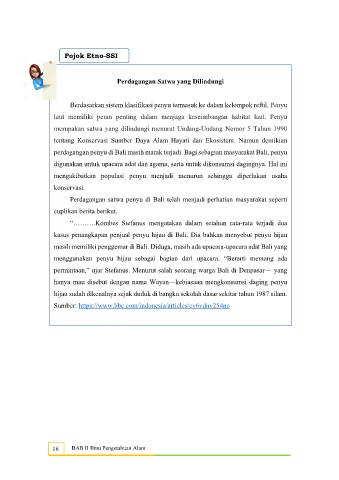 Pojok Etno-SSI
Perdagangan Satwa yang Dilindungi
Berdasarkan sistem klasifikasi penyu termasuk ke dalam kelompok reftil. Penyu
laut memiliki peran penting dalam menjaga keseimbangan habitat laut. Penyu
merupakan satwa yang dilindungi menurut Undang-Undang Nomor 5 Tahun 1990
tentang Konservasi Sumber Daya Alam Hayati dan Ekosistem. Namun demikian
perdagangan penyu di Bali masih marak terjadi. Bagi sebagian masyarakat Bali, penyu
digunakan untuk upacara adat dan agama, serta untuk dikonsumsi dagingnya. Hal ini
mengakibatkan populasi penyu menjadi menurun sehingga diperlukan usaha
konservasi.
Perdagangan satwa penyu di Bali telah menjadi perhatian masyarakat seperti
cuplikan berita berikut.
"……….Kombes Stefanus mengatakan dalam setahun rata-rata terjadi dua
kasus penangkapan penjual penyu hijau di Bali. Dia bahkan menyebut penyu hijau
masih memiliki penggemar di Bali. Diduga, masih ada upacara-upacara adat Bali yang
menggunakan penyu hijau sebagai bagian dari upacara. "Berarti memang ada
permintaan," ujar Stefanus. Menurut salah seorang warga Bali di Denpasar— yang
hanya mau disebut dengan nama Wayan—kebiasaan mengkonsumsi daging penyu
hijau sudah dikenalnya sejak duduk di bangku sekolah dasar sekitar tahun 1987 silam.
Sumber: https://www.bbc.com/indonesia/articles/cv6vdnv254no
16 BAB II Ilmu Pengetahuan Alam